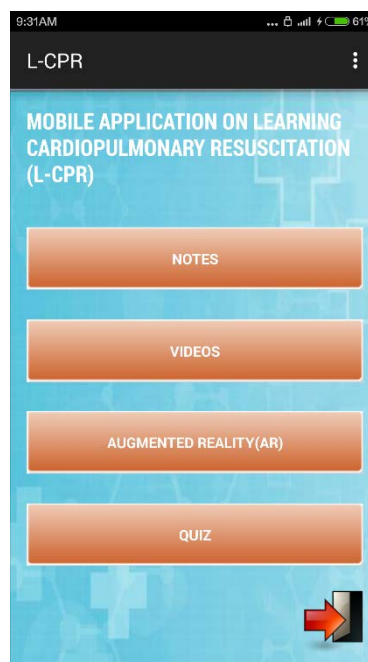 9:31AM ... 61%
L-CPR
MOBILE APPLICATION ON LEARNING
CARDIOPULMONARY RESUSCITATION
(L-CPR)
NOTES
VIDEOS
AUGMENTED REALITY(AR)
QUIZ